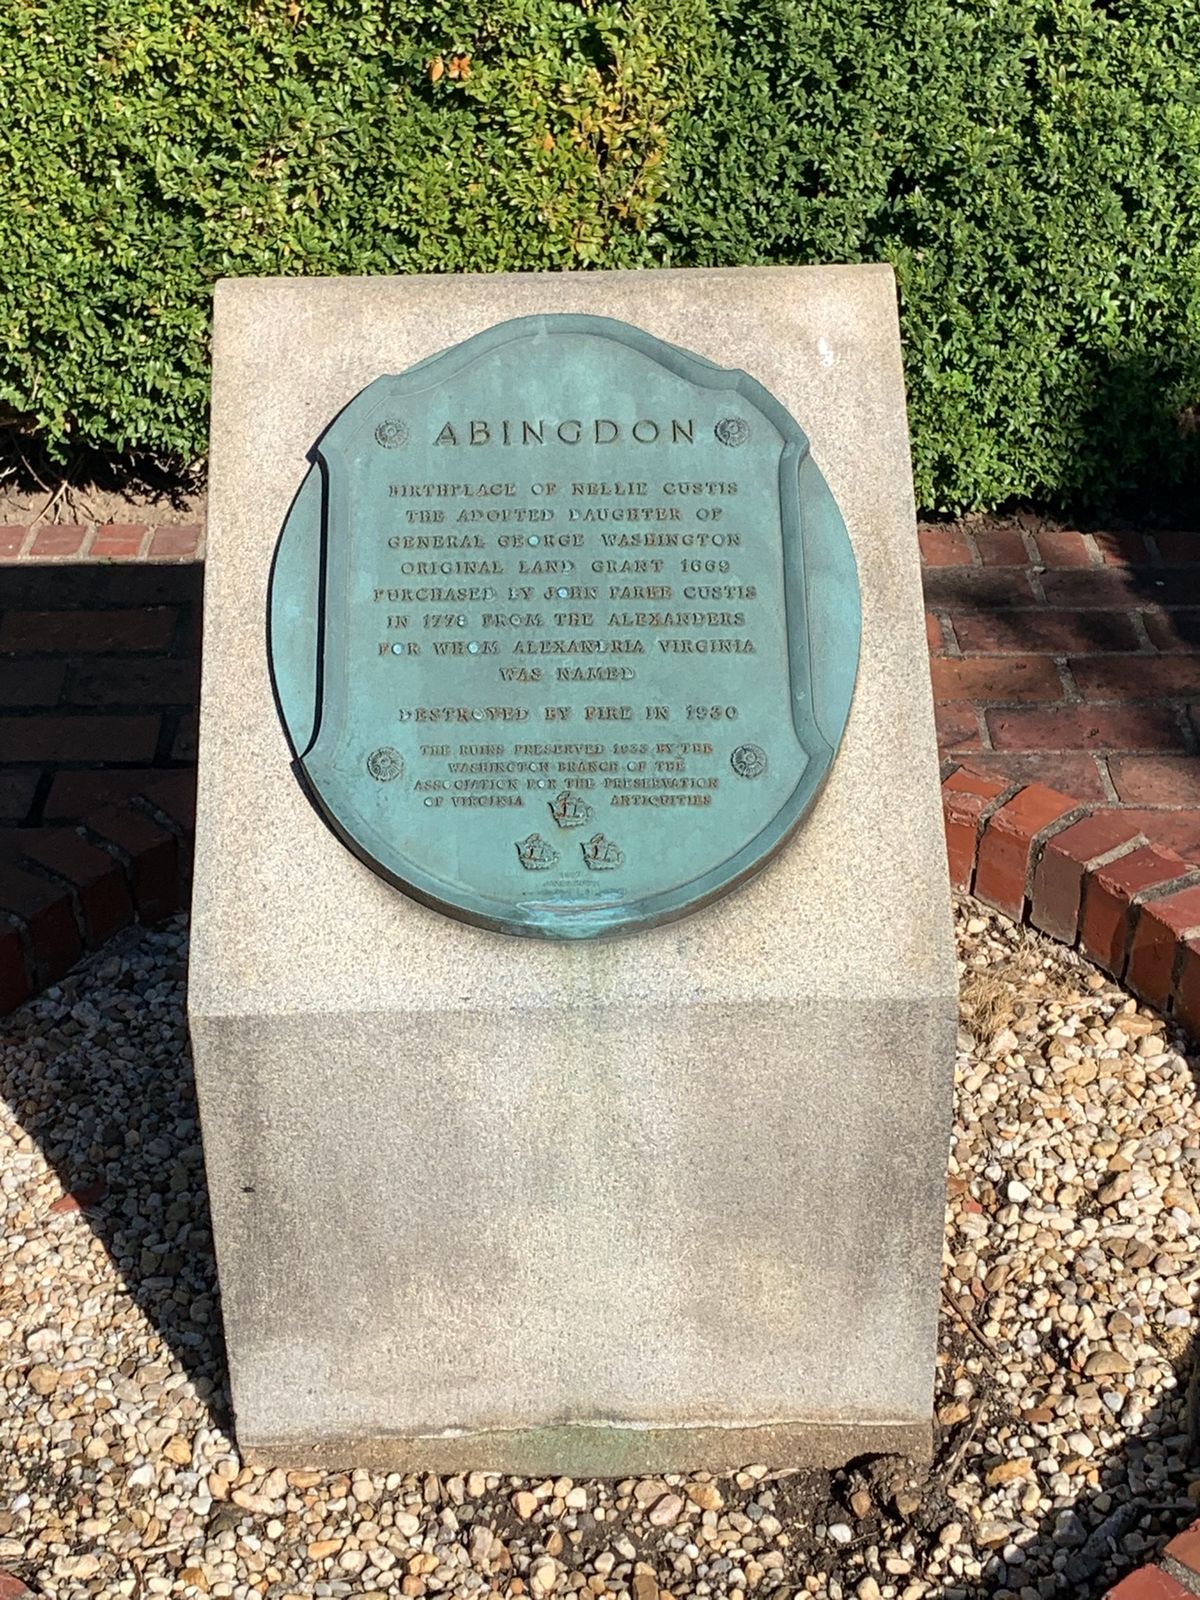 ABINGDON
BIRTHPLACE OF NELLIE CUSTIS
THE ADOPTED DAUGHTER OF
GENERAL GEORGE WASHINGTON
ORIGINAL LAND GRANT 1669
PURCHASED BY JOHN PARKE CUSTIS
IN 1778 FROM THE ALEXANDERS
FOR WHOM ALEXANDRIA VIRGINIA
WAS NAMED
DESTROYED BY FIRE IN 1930
THE RUINS PRESERVED 1933 BY THE
WASHINGTON BRANCH OF THE
ASSOCIATION FOR THE PRESERVATION
OF VIRGINIA ANTIQUITIES
1607